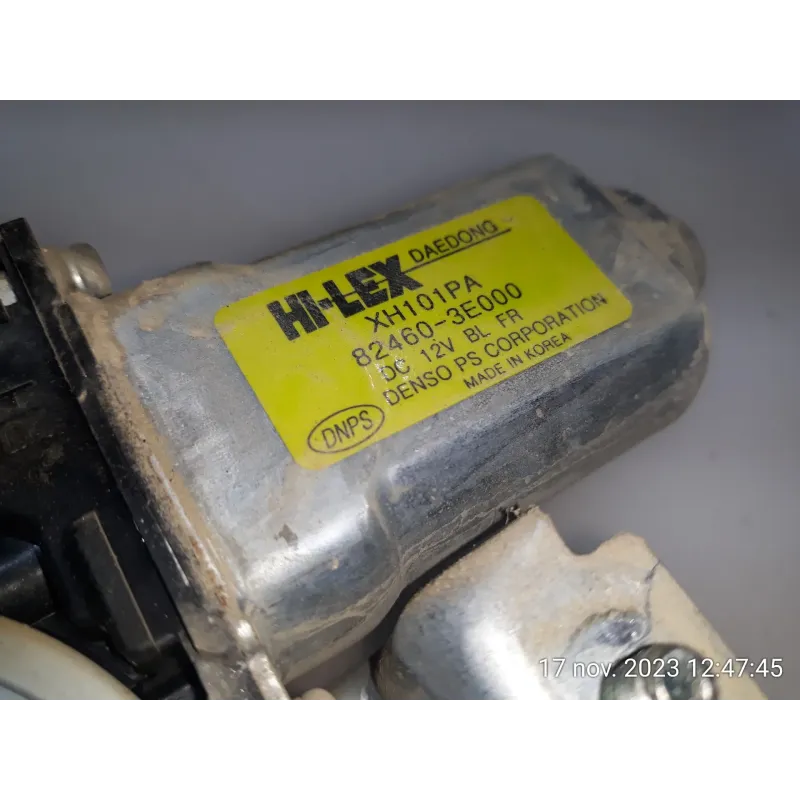 HI-LEX DAEDONG
XH101PA
82460-3E000
DC 12V BL FR
DENSO PS CORPORATION
DNPS
MADE IN KOREA
17 nov. 2023 12:47:45